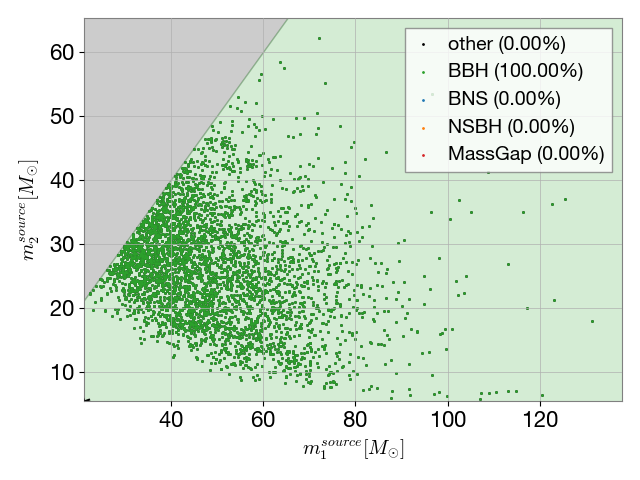 60
50
40
30
20
10
m_2^{source}[M_⊙]
other (0.00%)
BBH (100.00%)
BNS (0.00%)
NSBH (0.00%)
MassGap (0.00%)
40 60 80 100 120
m_1^{source}[M_⊙]